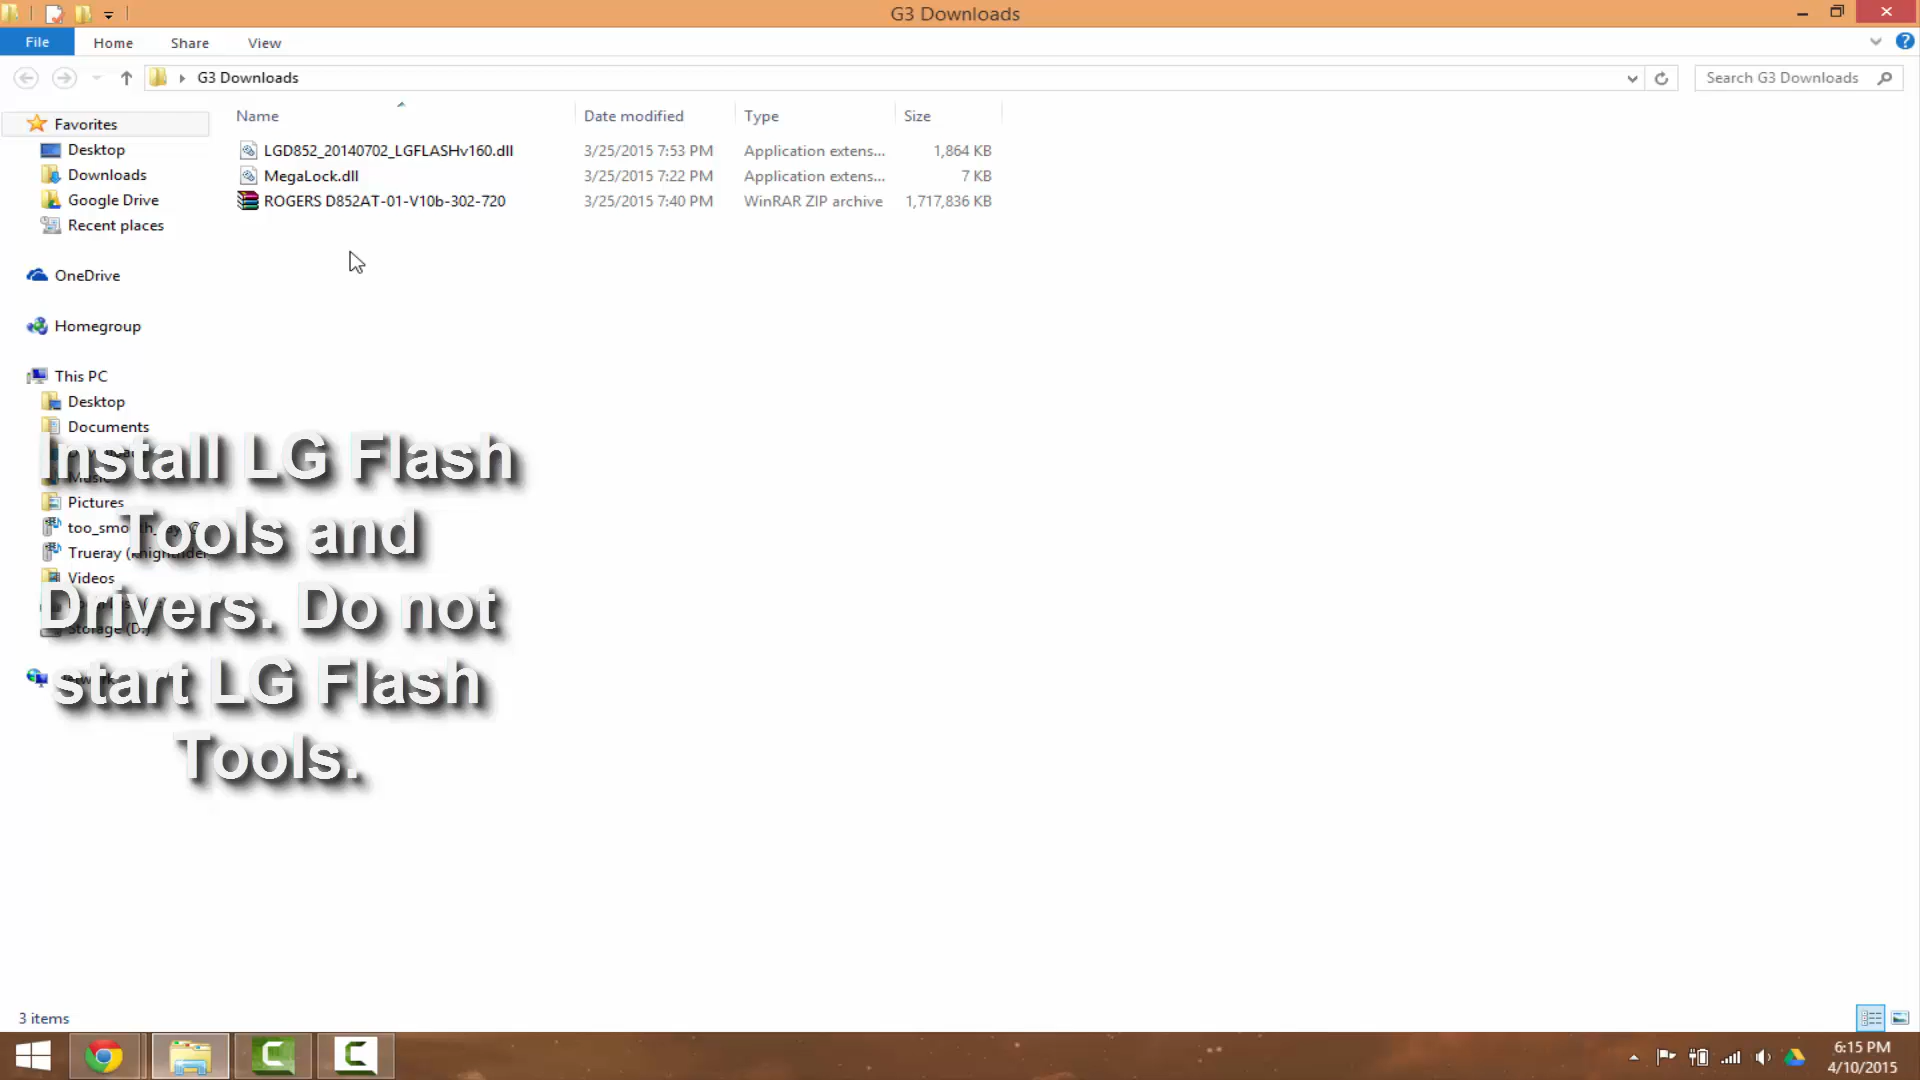 G3 Downloads
File Home Share View
G3 Downloads
Search G3 Downloads
Name Date modified Type Size
Favorites
Desktop
Downloads
Google Drive
Recent places
LGD852_20140702_LGFLASHv160.dll 3/25/2015 7:53 PM Application extens... 1,864 KB
MegaLock.dll 3/25/2015 7:22 PM Application extens... 7 KB
ROGERS D852AT-01-V10b-302-720 3/25/2015 7:40 PM WinRAR ZIP archive 1,717,836 KB
OneDrive
Homegroup
This PC
Desktop
Documents
Music
Pictures
Trueray
Videos
Storage (D:)
Install LG Flash
Tools and
Drivers. Do not
start LG Flash
Tools.
3 items
6:15 PM
4/10/2015